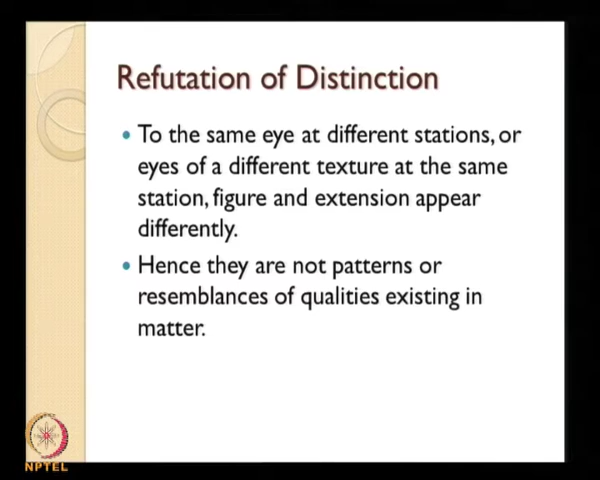 Refutation of Distinction
• To the same eye at different stations, or
eyes of a different texture at the same
station, figure and extension appear
differently.
• Hence they are not patterns or
resemblances of qualities existing in
matter.
NPTEL